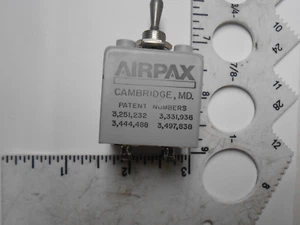 AIRPAX
CAMBRIDGE, MD.
PATENT NUMBERS
3,251,232 3,331,936
3,444,488 3,497,838